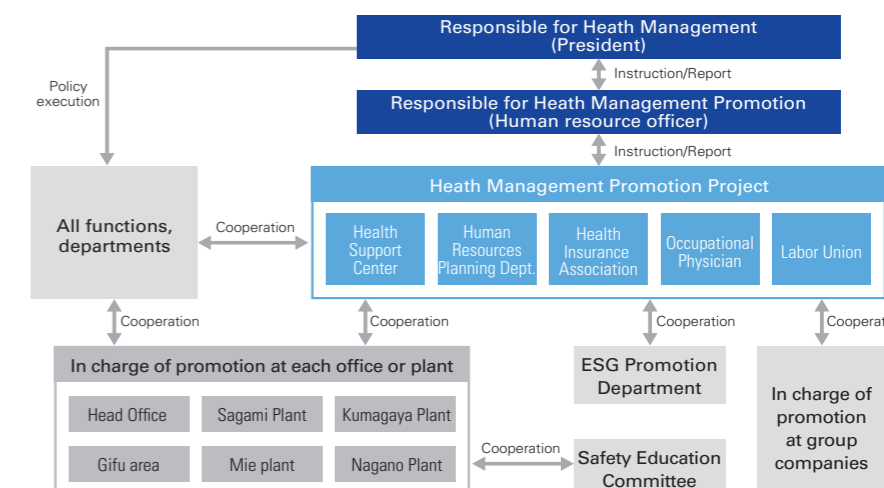 Responsible for Heath Management
(President)
Policy
execution
Instruction/Report
Responsible for Heath Management Promotion
(Human resource officer)
Instruction/Report
Heath Management Promotion Project
All functions,
departments
Cooperation
Health
Support
Center
Human
Resources
Planning Dept.
Health
Insurance
Association
Occupational
Physician
Labor Union
Cooperation
Cooperation
Cooperation
Cooperat
In charge of promotion at each office or plant
Head Office
Sagami Plant
Kumagaya Plant
Gifu area
Mie plant
Nagano Plant
ESG Promotion
Department
Cooperation
Safety Education
Committee
In charge of
promotion
at group
companies